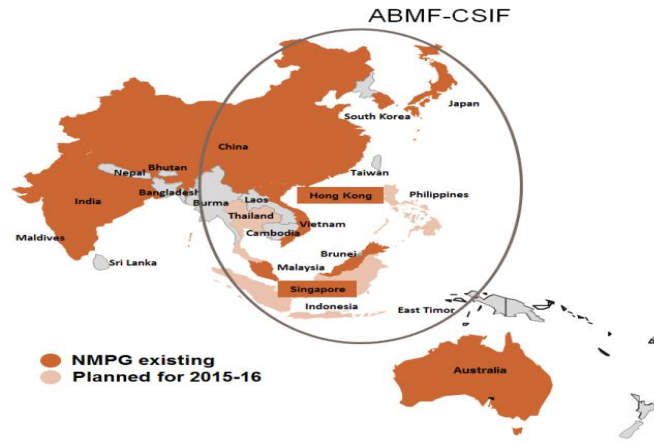 ABMF-CSIF
Japan
South Korea
China
Taiwan
Bhutan
Nepal
Bangladesh
Burma
Laos
Hong Kong
Philippines
India
Thailand
Vietnam
Cambodia
Maldives
Sri Lanka
Brunei
Malaysia
Singapore
Indonesia
East Timor
NMPG existing
Planned for 2015-16
Australia